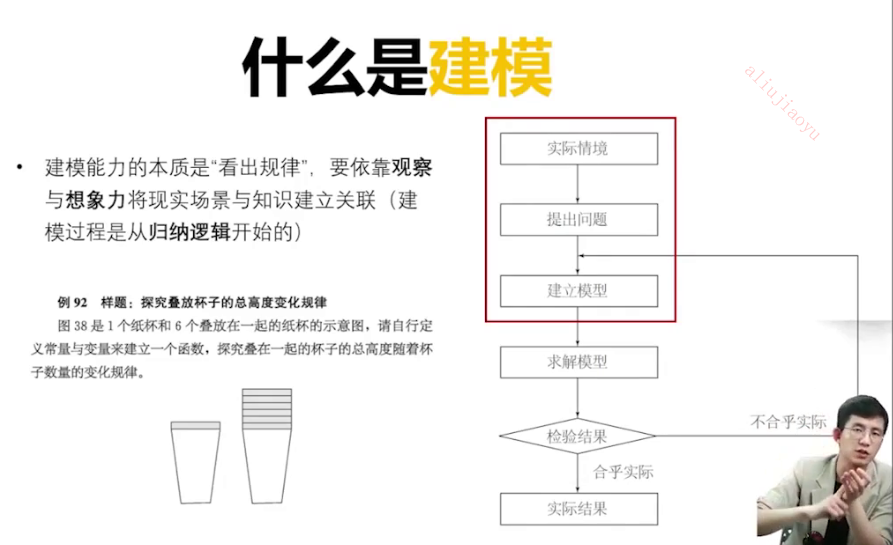 什么是建模
aliujiaoyu
• 建模能力的本质是“看出规律”，要依靠观察
与想象力将现实场景与知识建立关联（建
模过程是从归纳逻辑开始的）
例 92 样题：探究叠放杯子的总高度变化规律
图 38 是 1 个纸杯和 6 个叠放在一起的纸杯的示意图，请自行定
义常量与变量来建立一个函数，探究叠在一起的杯子的总高度随着杯
子数量的变化规律。
实际情境
提出问题
建立模型
求解模型
检验结果
不合乎实际
合乎实际
实际结果